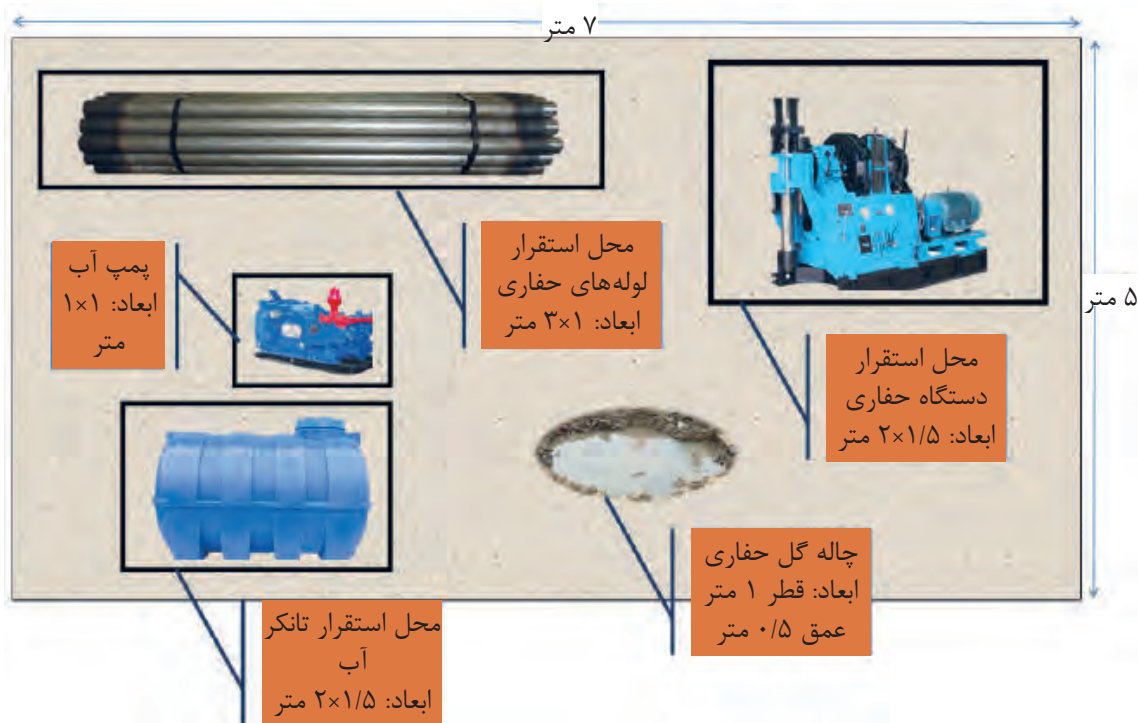 ۷ متر
۵ متر
محل استقرار
لوله‌های حفاری
ابعاد: ۱×۳ متر
پمپ آب
ابعاد: ۱×۱
متر
محل استقرار
دستگاه حفاری
ابعاد: ۱/۵×۲ متر
چاله گل حفاری
ابعاد: قطر ۱ متر
عمق ۰/۵ متر
محل استقرار تانکر
آب
ابعاد: ۱/۵×۲ متر